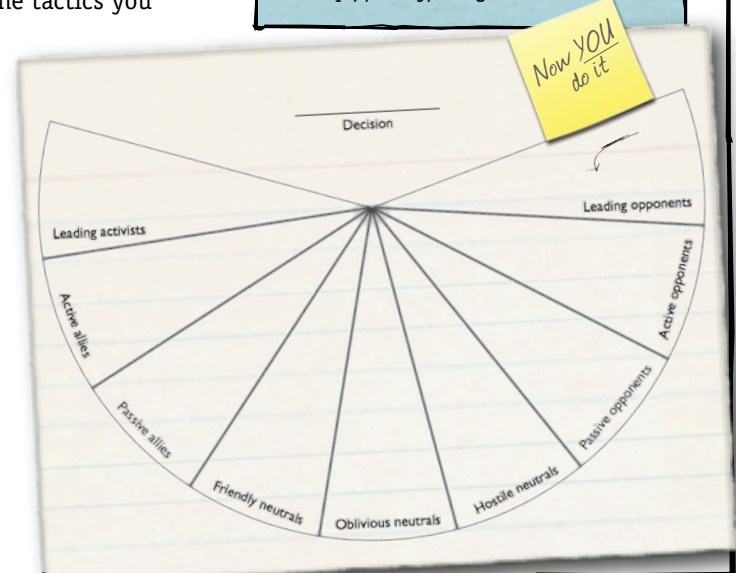 he tactics you
Now YOU
do it
Decision
Leading activists
Leading opponents
Active allies
Active opponents
Passive allies
Passive opponents
Friendly neutrals
Oblivious neutrals
Hostile neutrals